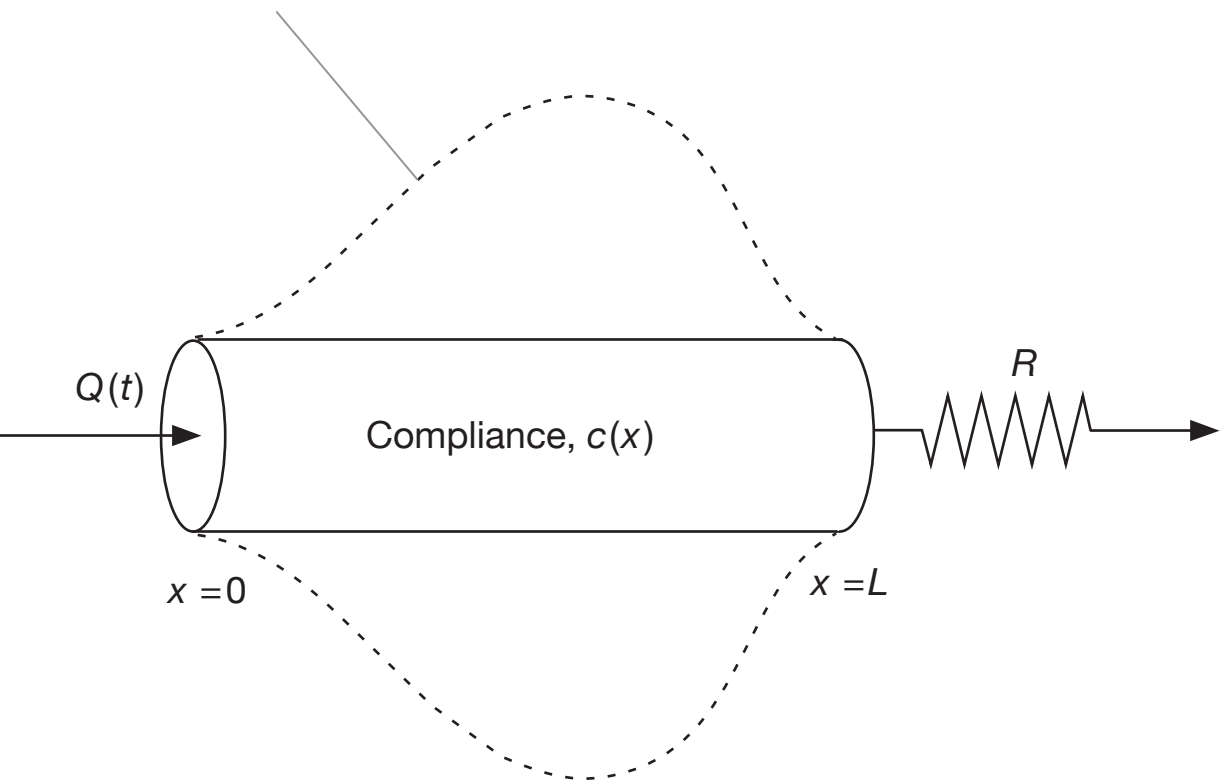 R
Q(t)
Compliance, c(x)
x =0
x =L